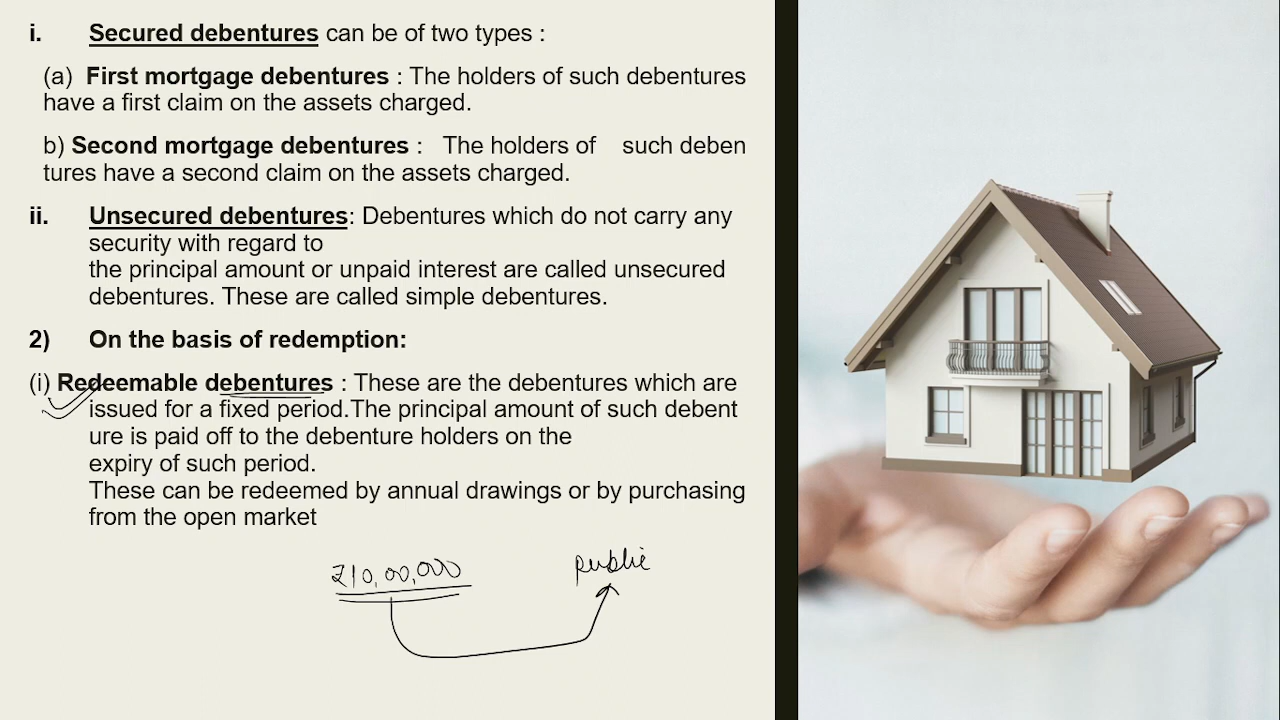 i. Secured debentures can be of two types :
(a) First mortgage debentures : The holders of such debentures
have a first claim on the assets charged.
b) Second mortgage debentures : The holders of such deben
tures have a second claim on the assets charged.
ii. Unsecured debentures: Debentures which do not carry any
security with regard to
the principal amount or unpaid interest are called unsecured
debentures. These are called simple debentures.
2) On the basis of redemption:
(i) Redeemable debentures : These are the debentures which are
issued for a fixed period.The principal amount of such debent
ure is paid off to the debenture holders on the
expiry of such period.
These can be redeemed by annual drawings or by purchasing
from the open market
₹10,00,000 public